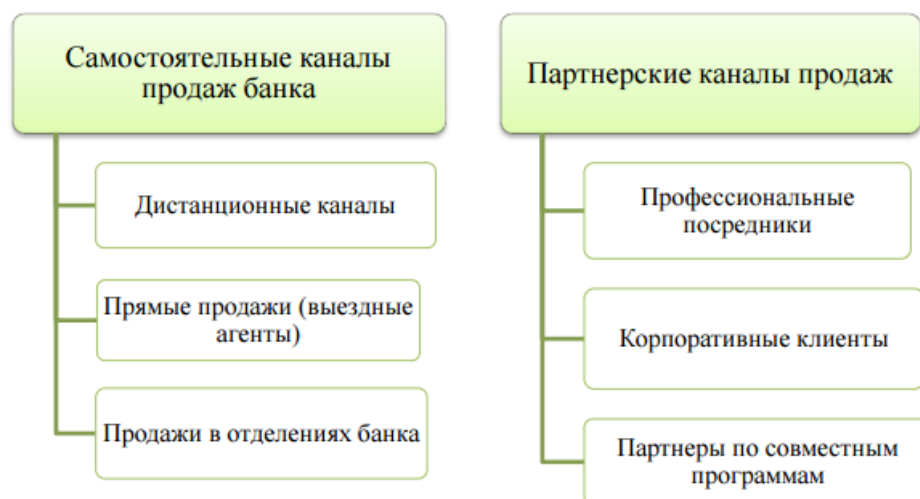 Самостоятельные каналы
продаж банка
Дистанционные каналы
Прямые продажи (выездные
агенты)
Продажи в отделениях банка
Партнерские каналы продаж
Профессиональные
посредники
Корпоративные клиенты
Партнеры по совместным
программам